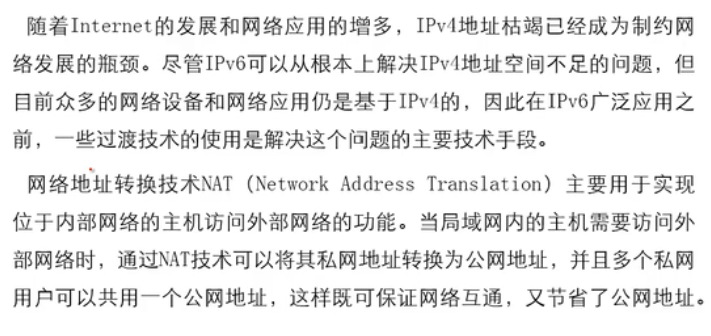 随着Internet的发展和网络应用的增多，IPv4地址枯竭已经成为制约网
络发展的瓶颈。尽管IPv6可以从根本上解决IPv4地址空间不足的问题，但
目前众多的网络设备和网络应用仍是基于IPv4的，因此在IPv6广泛应用之
前，一些过渡技术的使用是解决这个问题的主要技术手段。
网络地址转换技术NAT（Network Address Translation）主要用于实现
位于内部网络的主机访问外部网络的功能。当局域网内的主机需要访问外
部网络时，通过NAT技术可以将其私网地址转换为公网地址，并且多个私网
用户可以共用一个公网地址，这样既可保证网络互通，又节省了公网地址。